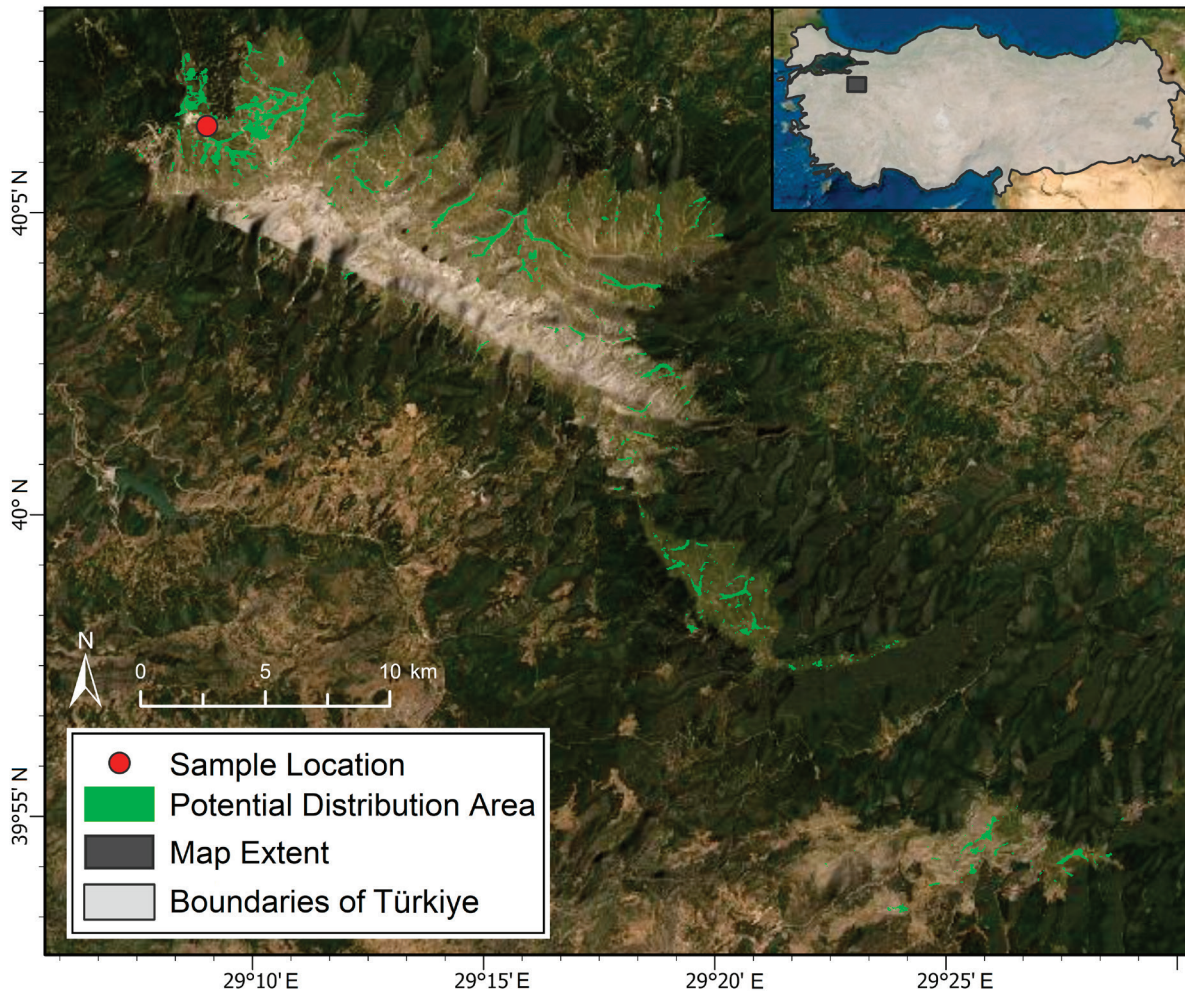 40°5' N
40° N
39°55' N
N
0 5 10 km
Sample Location
Potential Distribution Area
Map Extent
Boundaries of Türkiye
29°10' E 29°15' E 29°20' E 29°25' E